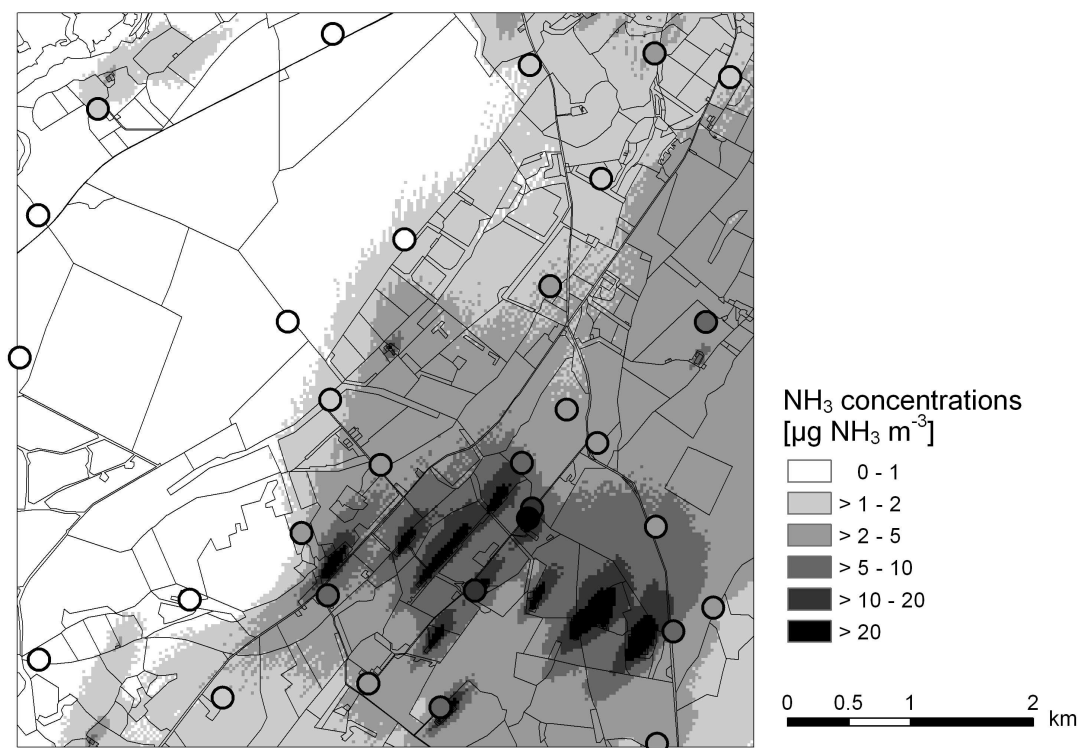 NH₃ concentrations
[µg NH₃ m⁻³]
0 - 1
> 1 - 2
> 2 - 5
> 5 - 10
> 10 - 20
> 20
0 0.5 1 2
km